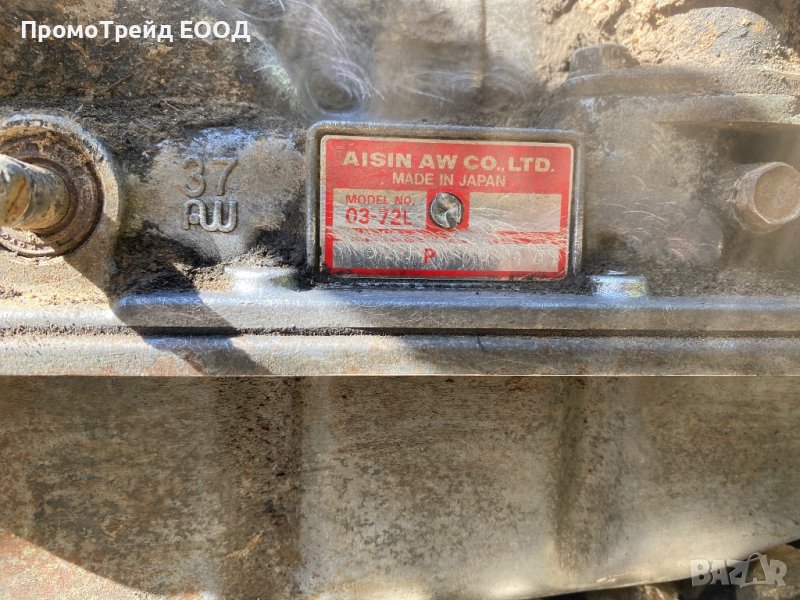 ПромоТрейд ЕООД
37
AW
AISIN AW CO., LTD.
MADE IN JAPAN
MODEL NO.
03-72L
P
BAZAR